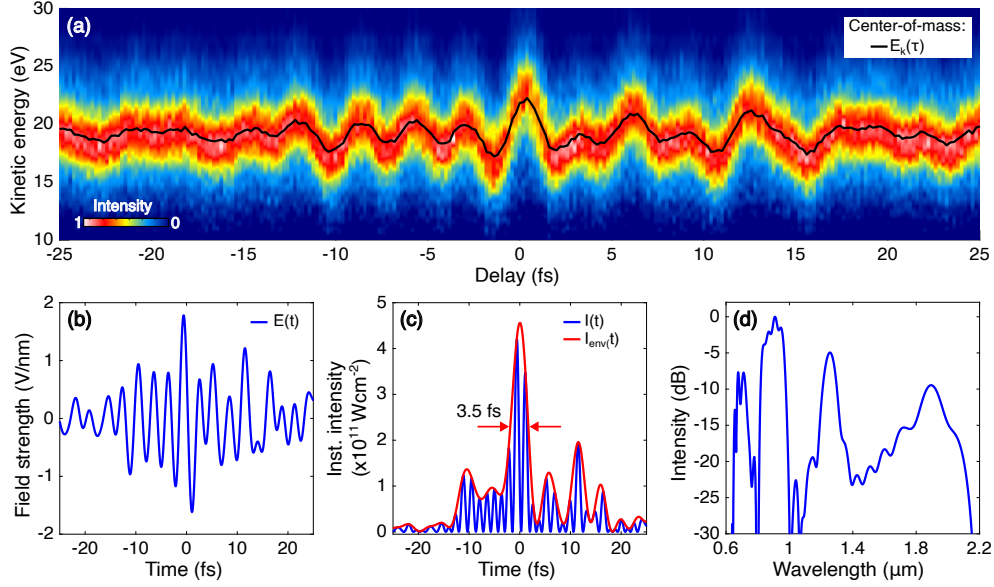 (a)
Center-of-mass:
E_k(τ)
Kinetic energy (eV)
30
25
20
15
10
Intensity
1 0
-25 -20 -15 -10 -5 0 5 10 15 20 25
Delay (fs)
(b)
E(t)
Field strength (V/nm)
2
1
0
-1
-2
-20 -10 0 10 20
Time (fs)
(c)
I(t)
I_env(t)
3.5 fs
Inst. intensity
(x10^11 Wcm^-2)
5
4
3
2
1
0
-20 -10 0 10 20
Time (fs)
(d)
Intensity (dB)
0
-5
-10
-15
-20
-25
-30
0.6 1 1.4 1.8 2.2
Wavelength (μm)